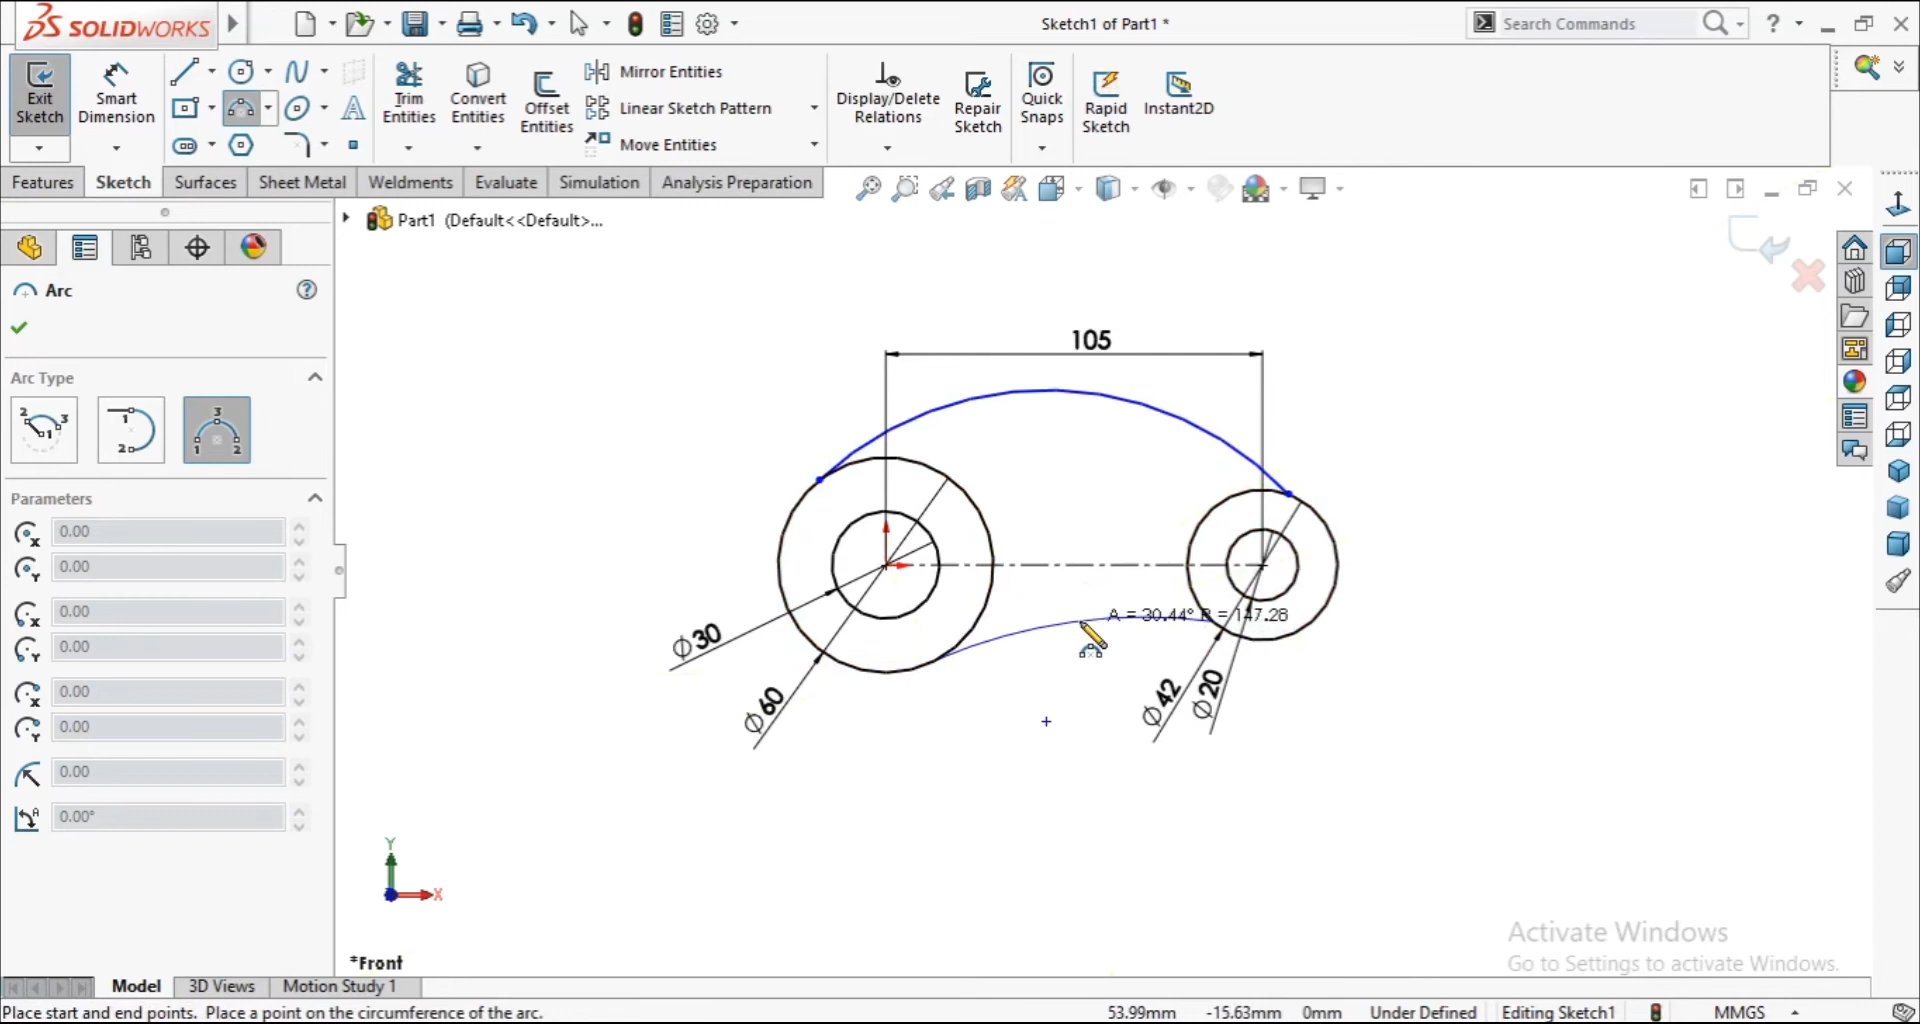 SOLIDWORKS
Sketch1 of Part1 *
Search Commands
?
Exit Sketch
Smart Dimension
Trim Entities
Convert Entities
Offset Entities
Mirror Entities
Linear Sketch Pattern
Move Entities
Display/Delete Relations
Repair Sketch
Quick Snaps
Rapid Sketch
Instant2D
Features
Sketch
Surfaces
Sheet Metal
Weldments
Evaluate
Simulation
Analysis Preparation
Part1 (Default<<Default>...
Arc
Arc Type
Parameters
0.00
0.00
0.00
0.00
0.00
0.00
0.00
0.00°
105
A = 30.44° R = 147.28
∅30
∅60
∅42
∅20
Y
X
*Front
Activate Windows
Go to Settings to activate Windows.
Model
3D Views
Motion Study 1
Place start and end points. Place a point on the circumference of the arc.
53.99mm
-15.63mm
0mm
Under Defined
Editing Sketch1
MMGS